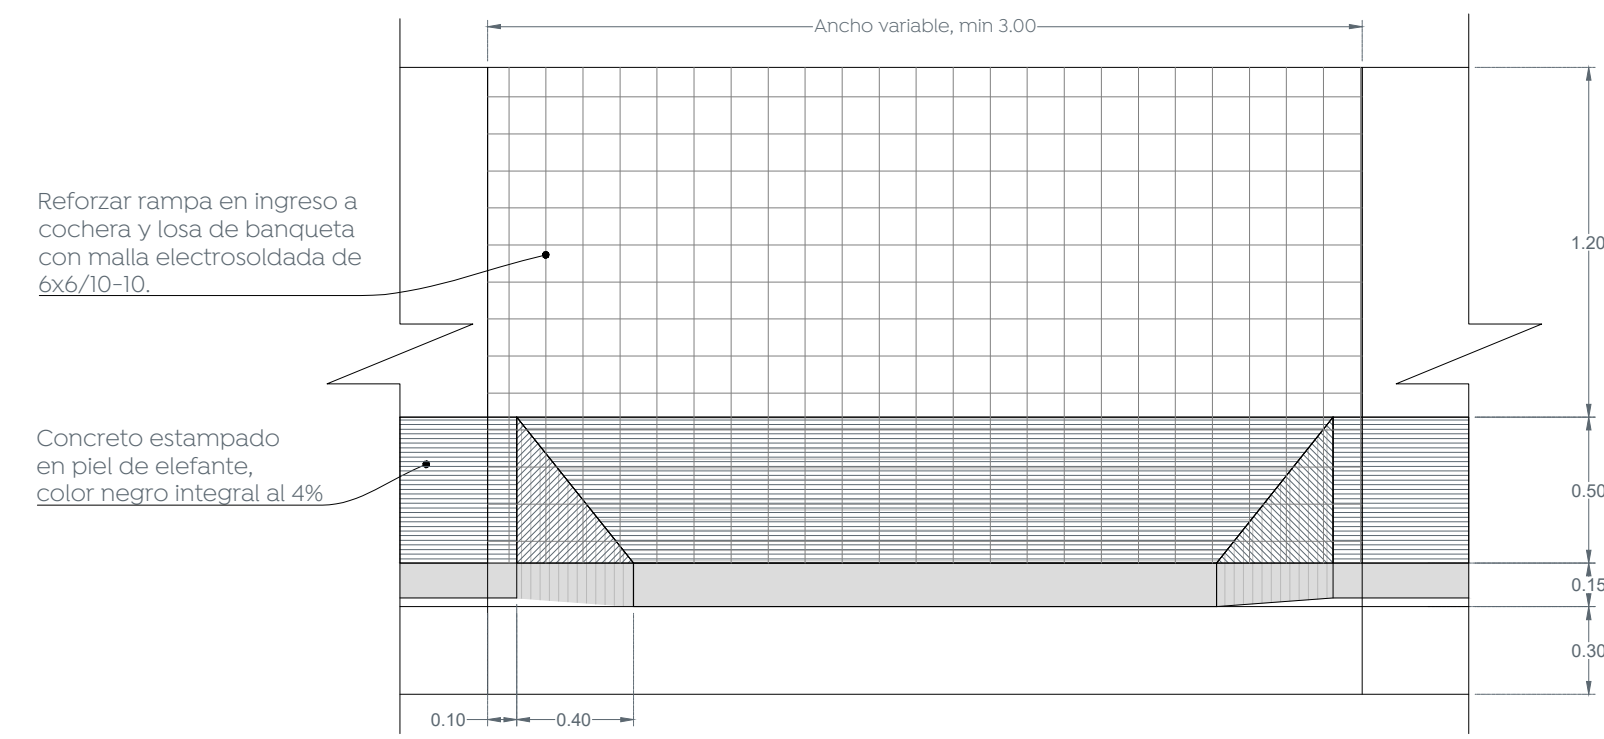 Ancho variable, min 3.00
Reforzar rampa en ingreso a
cochera y losa de banqueta
con malla electrosoldada de
6x6/10-10.
1.20
Concreto estampado
en piel de elefante,
color negro integral al 4%
0.50
0.15
0.30
0.10
0.40